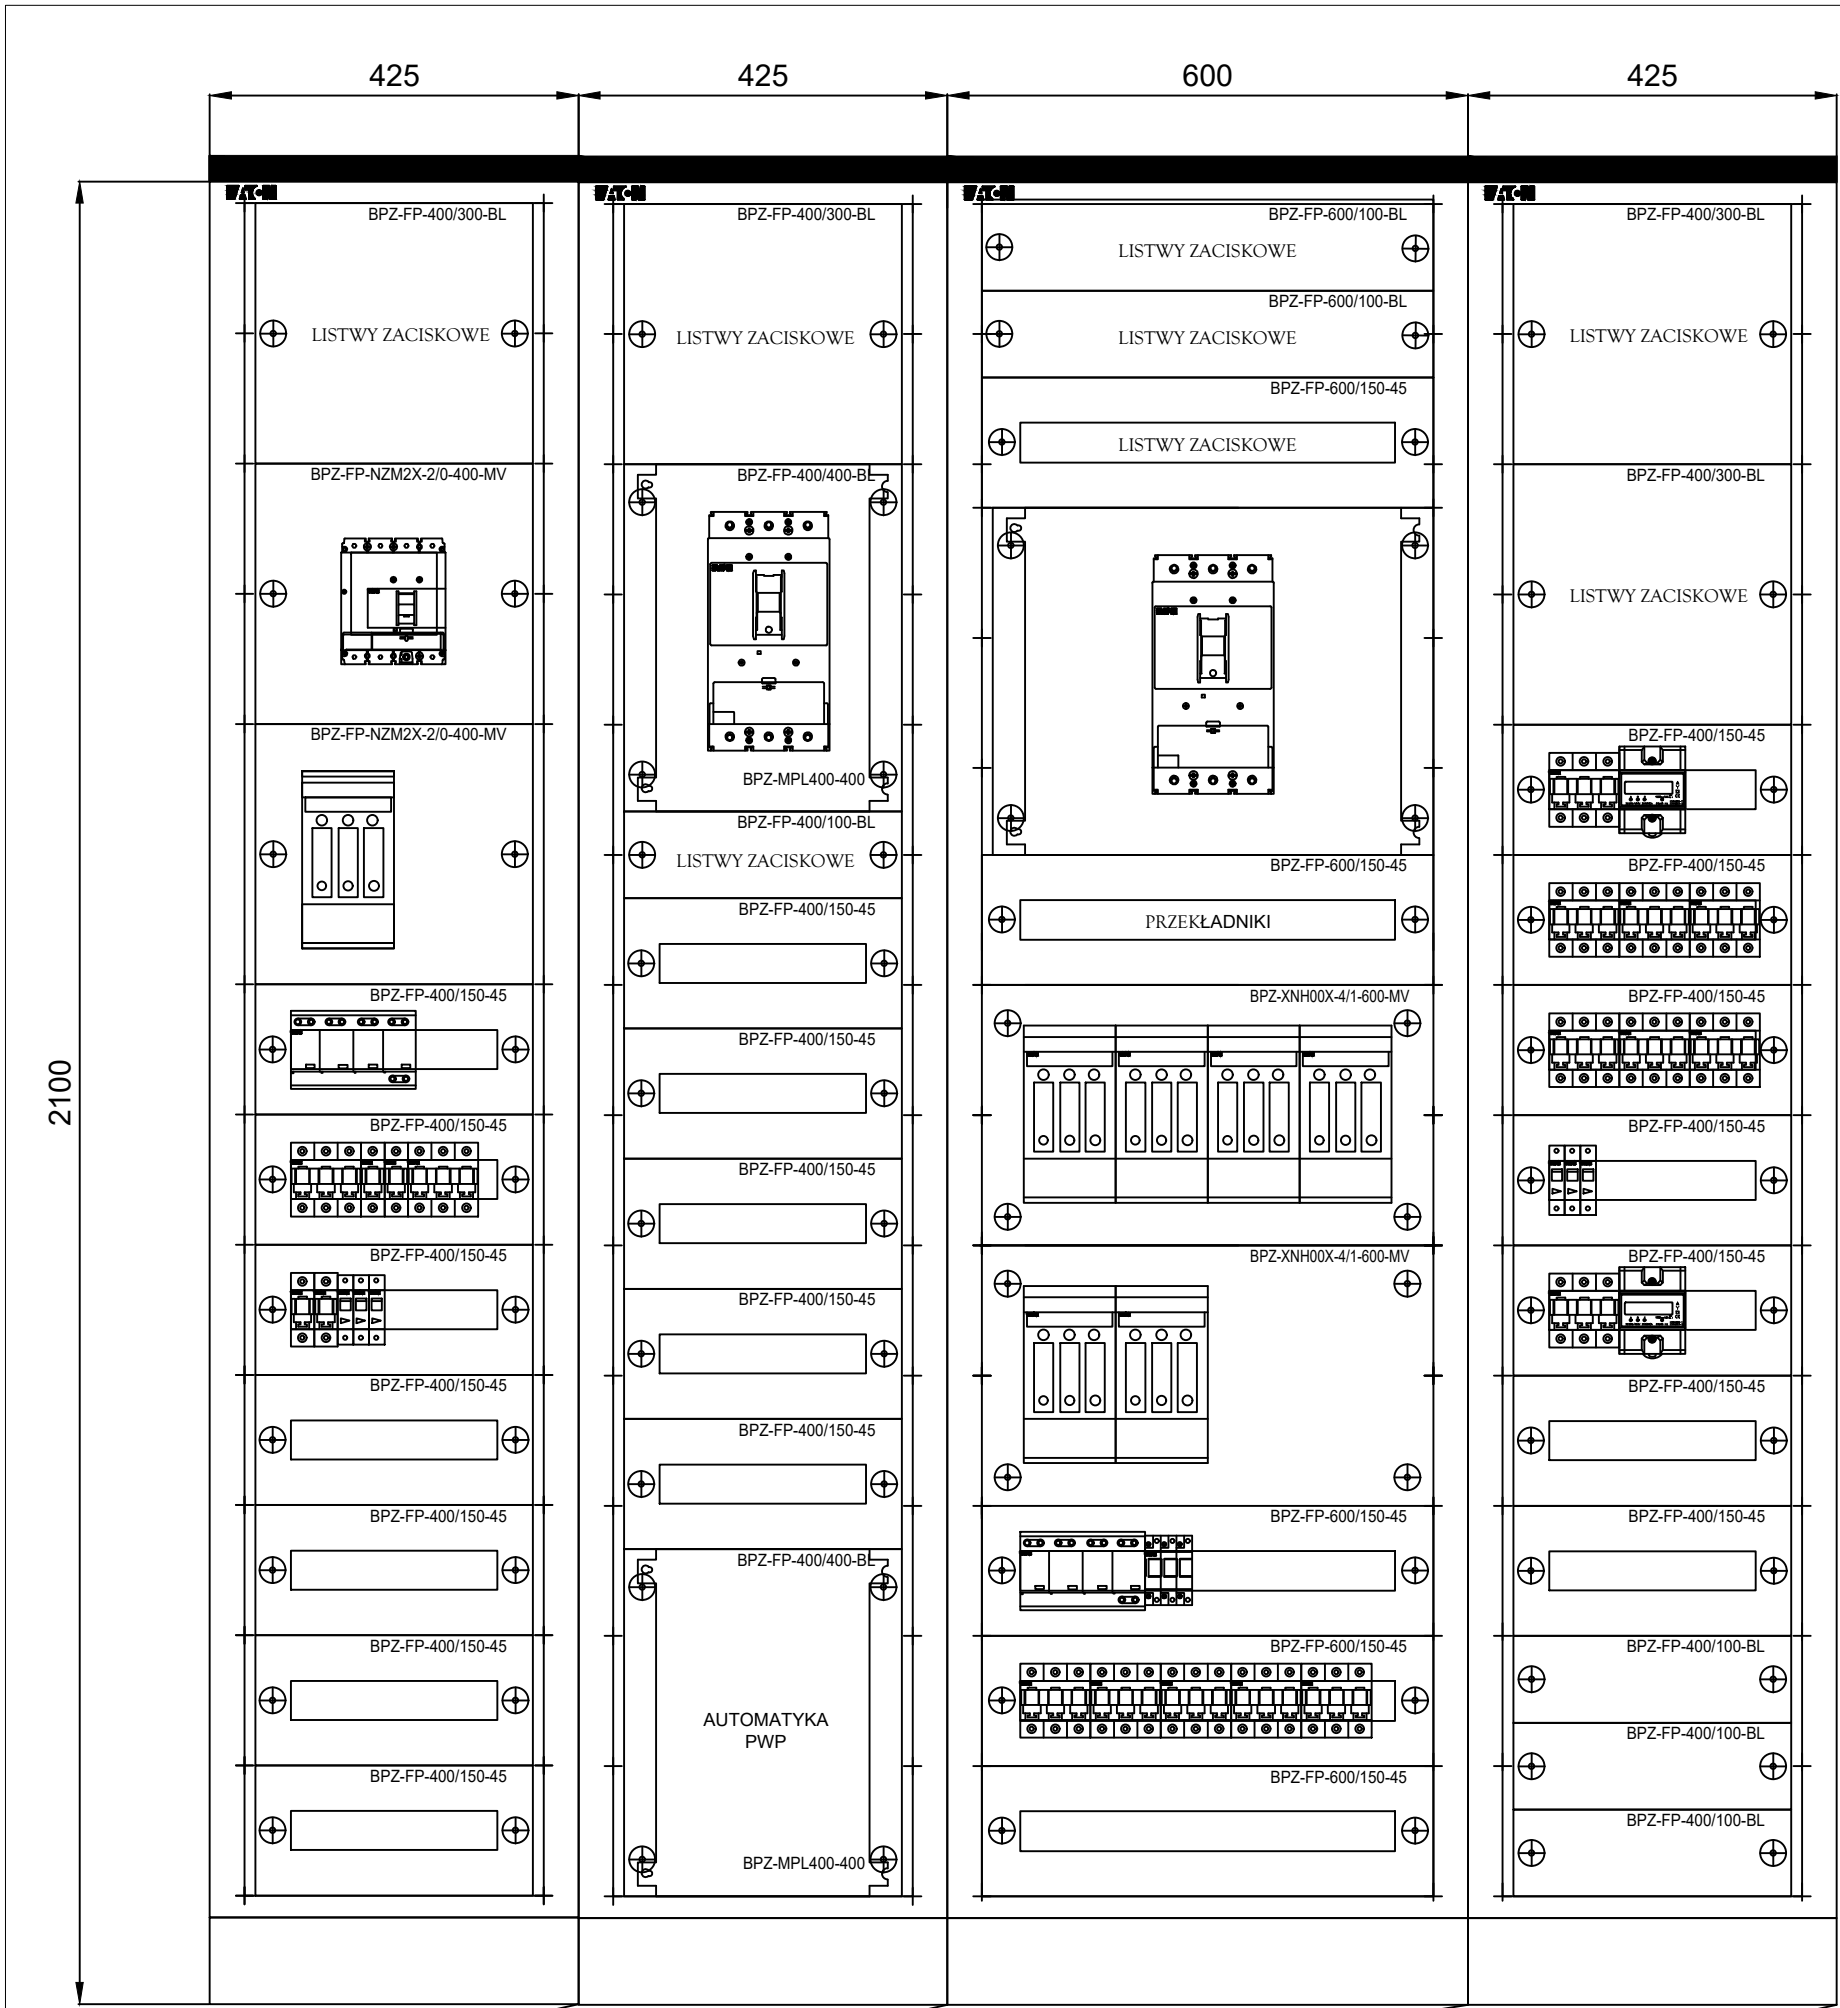 425
425
600
425
2100
EATON
BPZ-FP-400/300-BL
LISTWY ZACISKOWE
BPZ-FP-NZM2X-2/0-400-MV
BPZ-FP-NZM2X-2/0-400-MV
BPZ-FP-400/150-45
BPZ-FP-400/150-45
BPZ-FP-400/150-45
BPZ-FP-400/150-45
BPZ-FP-400/150-45
BPZ-FP-400/150-45
BPZ-FP-400/150-45
EATON
BPZ-FP-400/300-BL
LISTWY ZACISKOWE
BPZ-FP-400/400-BL
BPZ-MPL400-400
BPZ-FP-400/100-BL
LISTWY ZACISKOWE
BPZ-FP-400/150-45
BPZ-FP-400/150-45
BPZ-FP-400/150-45
BPZ-FP-400/150-45
BPZ-FP-400/150-45
BPZ-FP-400/400-BL
AUTOMATYKA
PWP
BPZ-MPL400-400
EATON
BPZ-FP-600/100-BL
LISTWY ZACISKOWE
BPZ-FP-600/100-BL
LISTWY ZACISKOWE
BPZ-FP-600/150-45
LISTWY ZACISKOWE
BPZ-FP-600/150-45
PRZEKŁADNIKI
BPZ-XNH00X-4/1-600-MV
BPZ-XNH00X-4/1-600-MV
BPZ-FP-600/150-45
BPZ-FP-600/150-45
BPZ-FP-600/150-45
EATON
BPZ-FP-400/300-BL
LISTWY ZACISKOWE
BPZ-FP-400/300-BL
LISTWY ZACISKOWE
BPZ-FP-400/150-45
BPZ-FP-400/150-45
BPZ-FP-400/150-45
BPZ-FP-400/150-45
BPZ-FP-400/150-45
BPZ-FP-400/150-45
BPZ-FP-400/150-45
BPZ-FP-400/100-BL
BPZ-FP-400/100-BL
BPZ-FP-400/100-BL